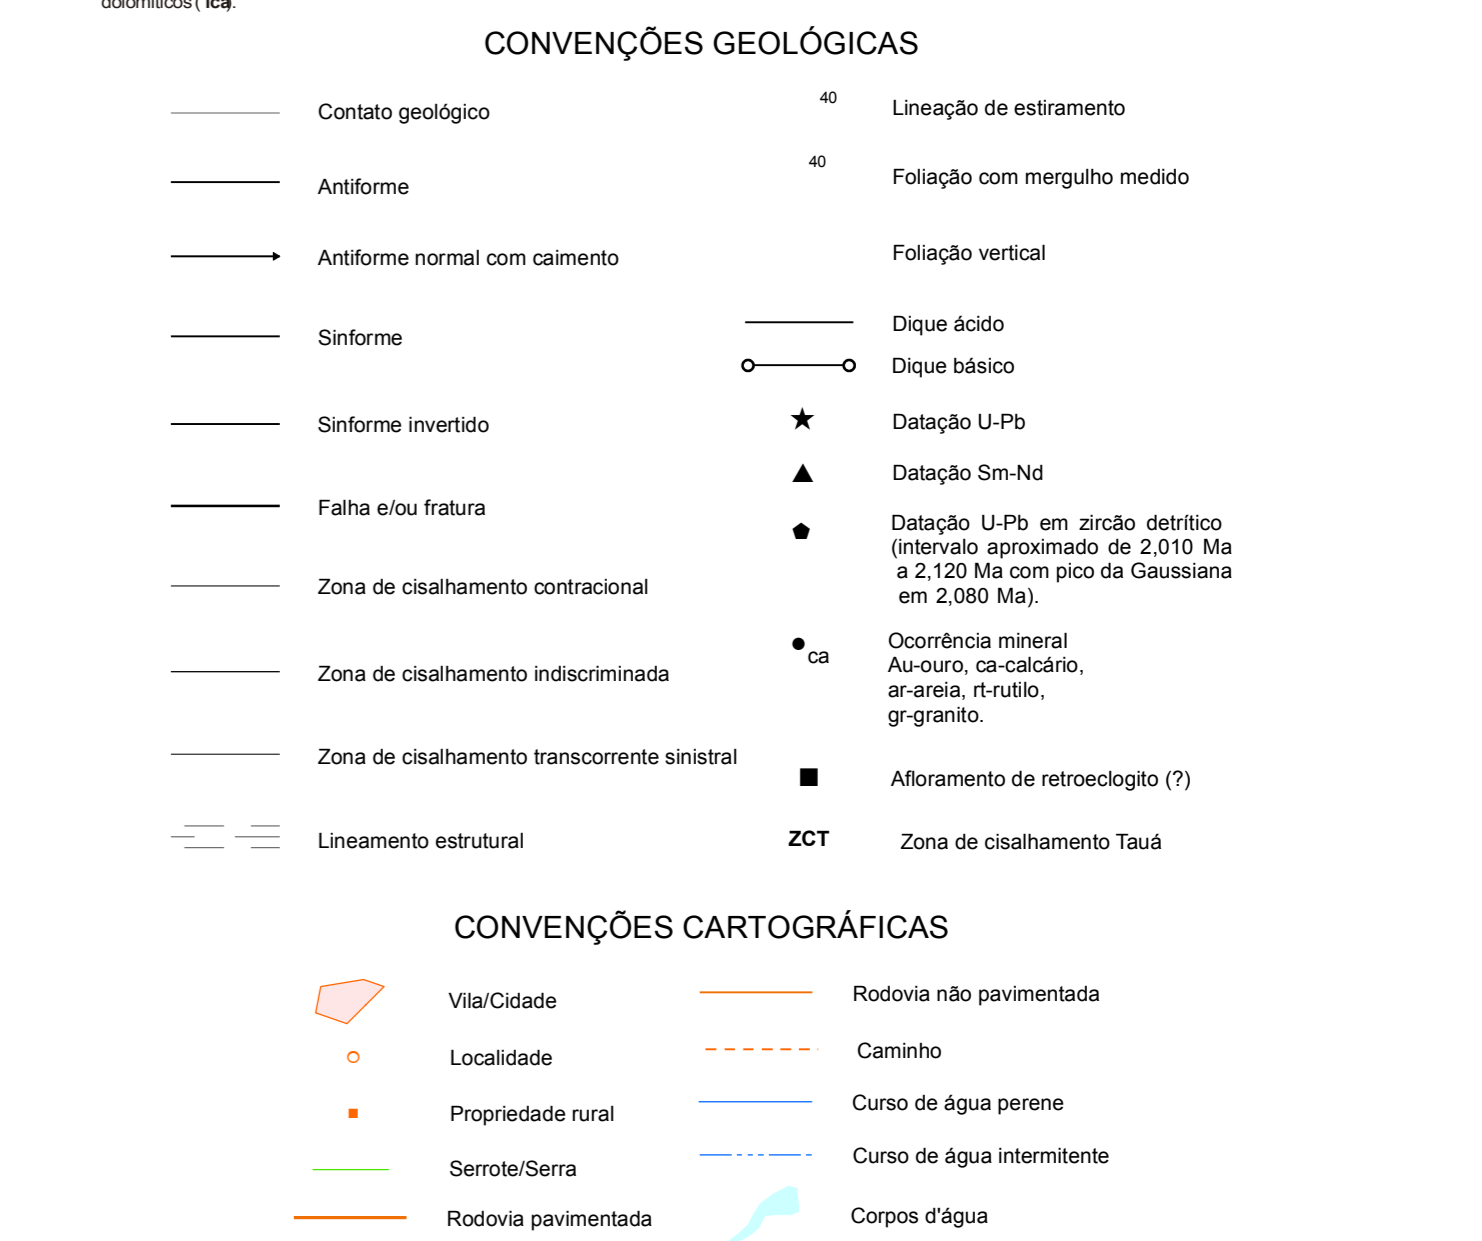 dolomíticos ( lca).
CONVENÇÕES GEOLÓGICAS
Contato geológico
Antiforme
Antiforme normal com caimento
Sinforme
Sinforme invertido
Falha e/ou fratura
Zona de cisalhamento contracional
Zona de cisalhamento indiscriminada
Zona de cisalhamento transcorrente sinistral
Lineamento estrutural
40
Lineação de estiramento
40
Foliação com mergulho medido
Foliação vertical
Dique ácido
Dique básico
Datação U-Pb
Datação Sm-Nd
Datação U-Pb em zircão detrítico
(intervalo aproximado de 2,010 Ma
a 2,120 Ma com pico da Gaussiana
em 2,080 Ma).
ca
Ocorrência mineral
Au-ouro, ca-calcário,
ar-areia, rt-rutilo,
gr-granito.
Afloramento de retroeclogito (?)
ZCT Zona de cisalhamento Tauá
CONVENÇÕES CARTOGRÁFICAS
Vila/Cidade
Localidade
Propriedade rural
Serrote/Serra
Rodovia pavimentada
Rodovia não pavimentada
Caminho
Curso de água perene
Curso de água intermitente
Corpos d'água